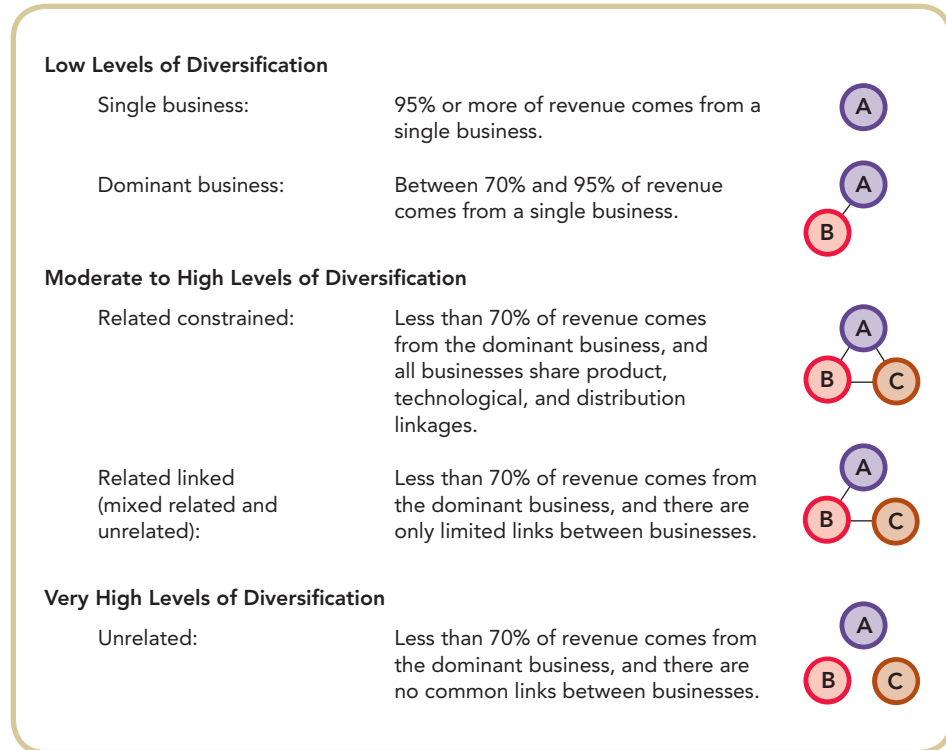 Low Levels of Diversification
Single business:
95% or more of revenue comes from a
single business.
A
Dominant business:
Between 70% and 95% of revenue
comes from a single business.
A
B
Moderate to High Levels of Diversification
Related constrained:
Less than 70% of revenue comes
from the dominant business, and
all businesses share product,
technological, and distribution
linkages.
A
B
C
Related linked
(mixed related and
unrelated):
Less than 70% of revenue comes from
the dominant business, and there are
only limited links between businesses.
A
B
C
Very High Levels of Diversification
Unrelated:
Less than 70% of revenue comes from
the dominant business, and there are
no common links between businesses.
A
B
C